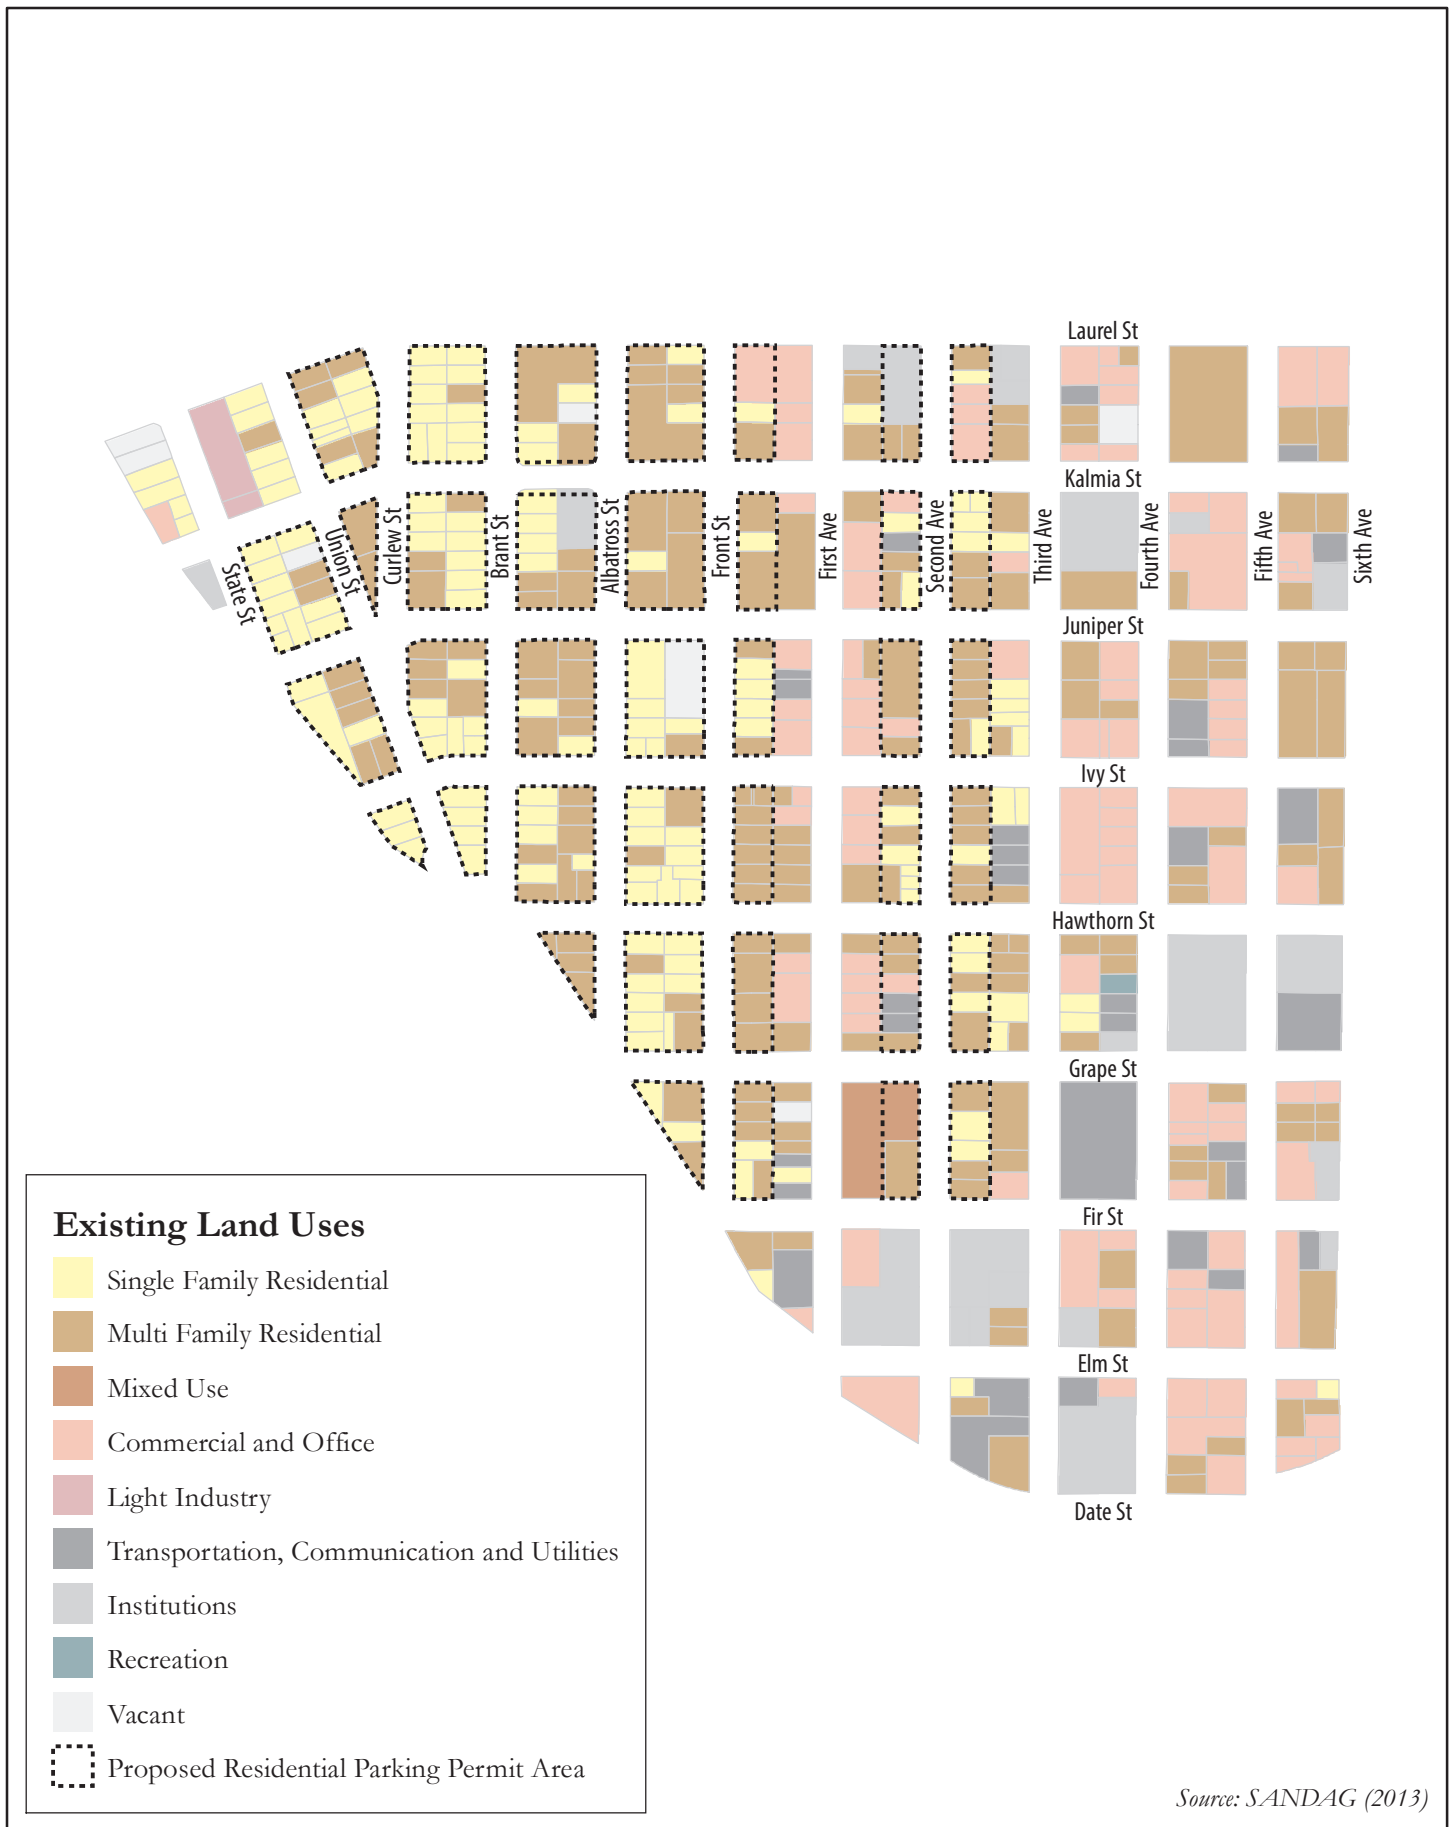 Laurel St
Kalmia St
State St
Union St
Curlew St
Brant St
Albatross St
Front St
First Ave
Second Ave
Third Ave
Fourth Ave
Fifth Ave
Sixth Ave
Juniper St
Ivy St
Hawthorn St
Grape St
Fir St
Elm St
Date St
Existing Land Uses
Single Family Residential
Multi Family Residential
Mixed Use
Commercial and Office
Light Industry
Transportation, Communication and Utilities
Institutions
Recreation
Vacant
Proposed Residential Parking Permit Area
Source: SANDAG (2013)